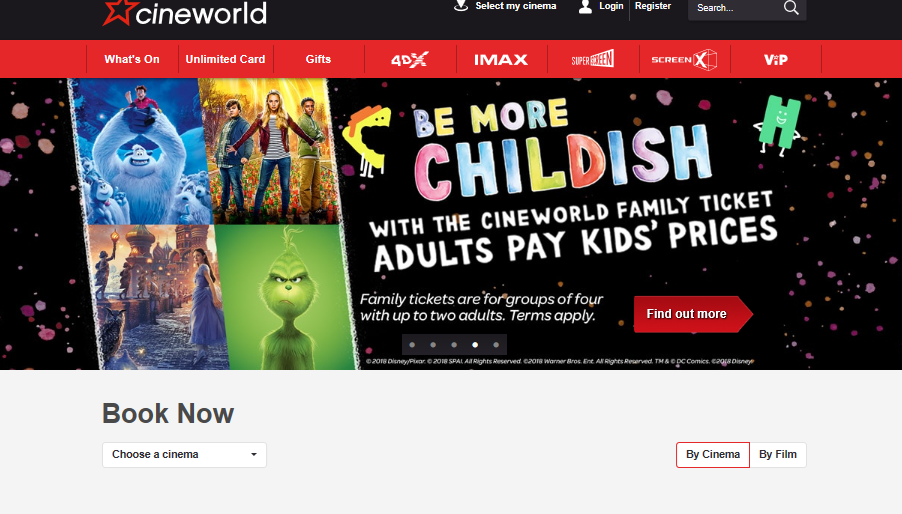 cineworld
Select my cinema
Login
Register
Search...
What's On
Unlimited Card
Gifts
4DX
IMAX
SUPERSCREEN
SCREENX
ViP
BE MORE
CHILDISH
WITH THE CINEWORLD FAMILY TICKET
ADULTS PAY KIDS' PRICES
Family tickets are for groups of four
with up to two adults. Terms apply.
Find out more
© 2018 Disney/Pixar. © 2018 SPAI. All Rights Reserved. ©2018 Warner Bros. Ent. All Rights Reserved. TM & © DC Comics. ©2018 Disney
Book Now
Choose a cinema
By Cinema
By Film